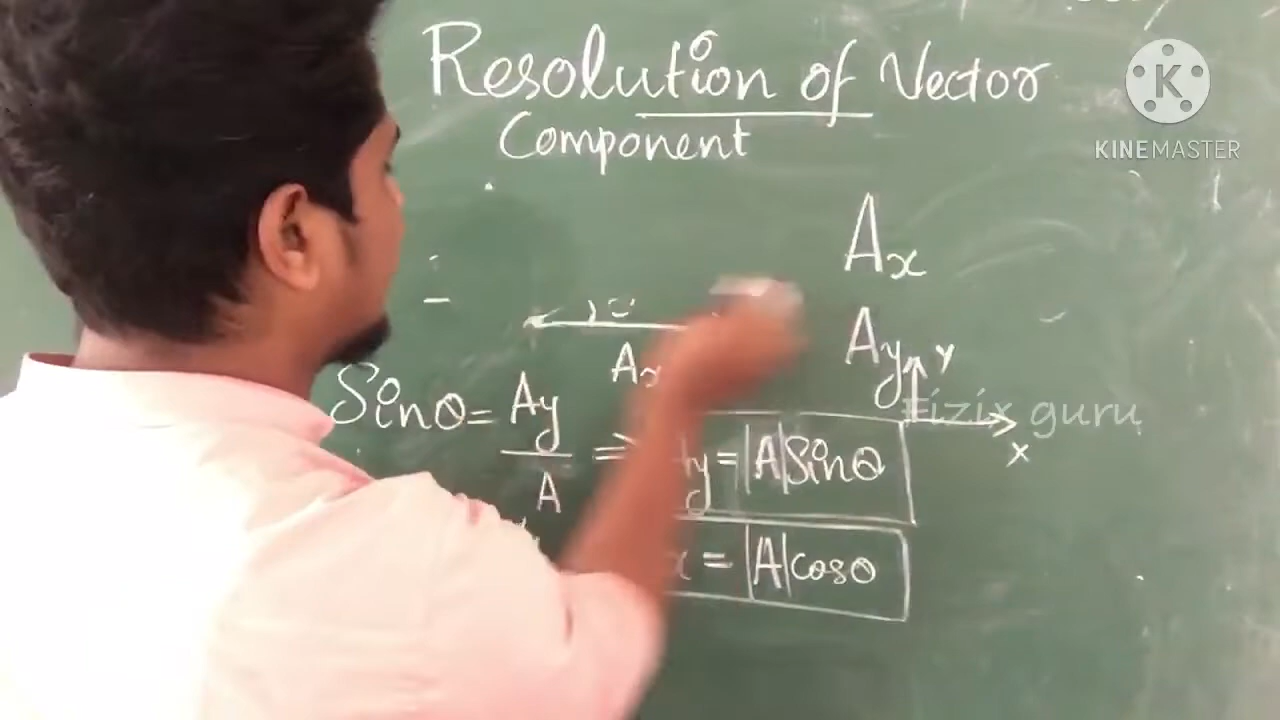 Resolution of Vector
Component
K
KINEMASTER
Ax
Ay
Y
Fizix guru
X
Ax
Sinθ = Ay/A ⇒ Ay = |A|Sinθ
x = |A|cosθ